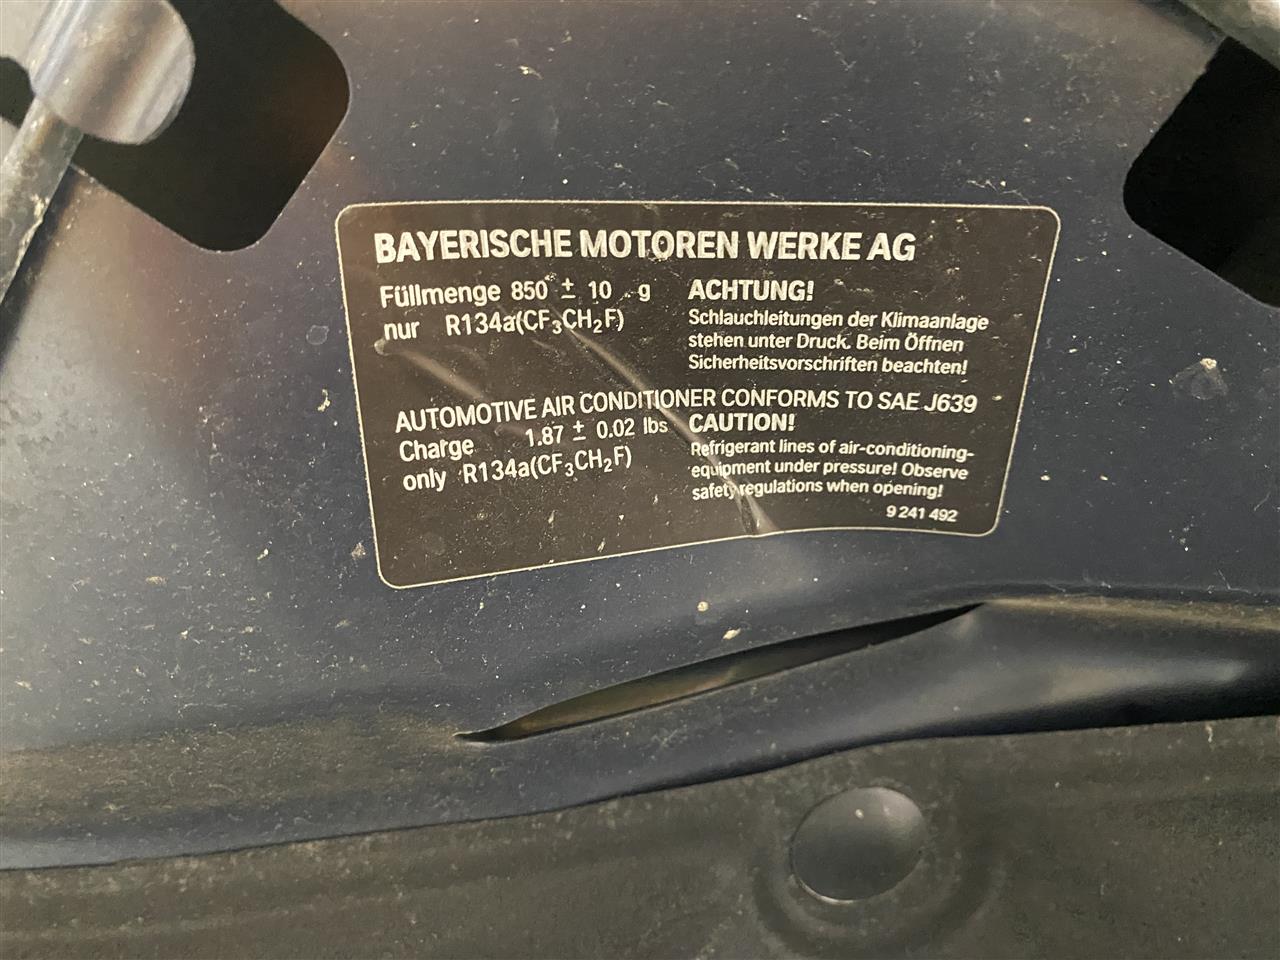 BAYERISCHE MOTOREN WERKE AG
Füllmenge 850 ± 10 g
nur R134a(CF₃CH₂F)
ACHTUNG!
Schlauchleitungen der Klimaanlage
stehen unter Druck. Beim Öffnen
Sicherheitsvorschriften beachten!
AUTOMOTIVE AIR CONDITIONER CONFORMS TO SAE J639
Charge 1.87 ± 0.02 lbs
only R134a(CF₃CH₂F)
CAUTION!
Refrigerant lines of air-conditioning-
equipment under pressure! Observe
safety regulations when opening!
9 241 492